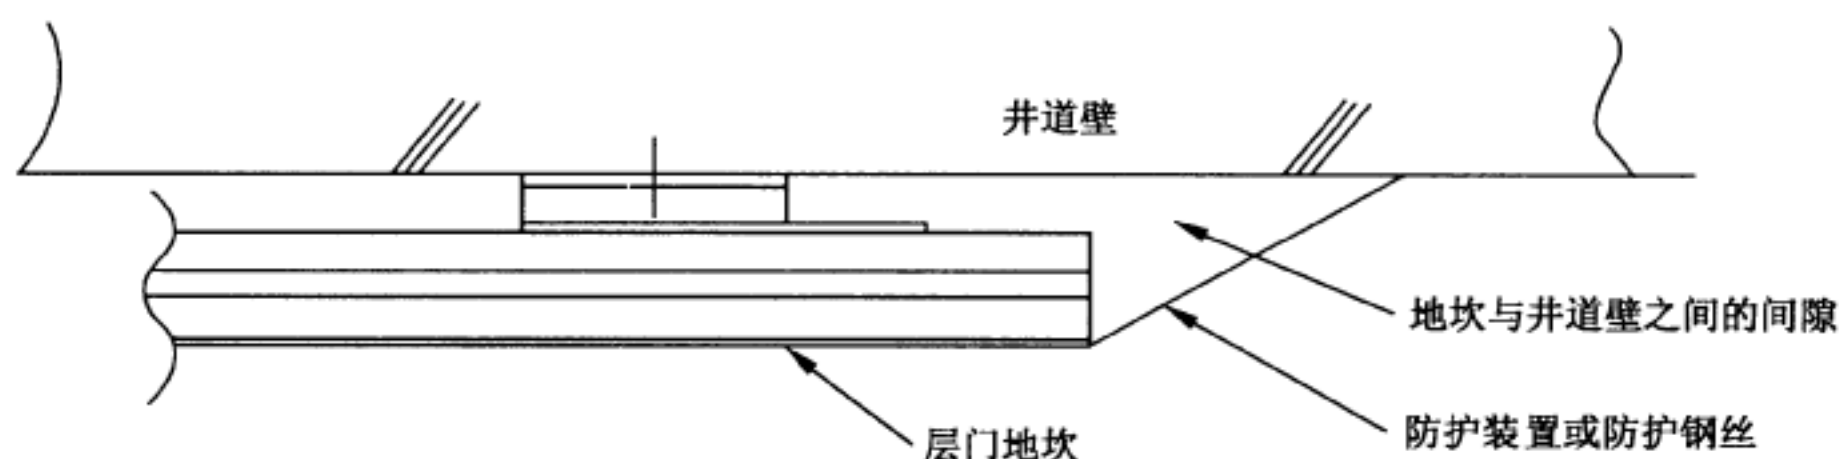 井道壁
地坎与井道壁之间的间隙
防护装置或防护钢丝
层门地坎